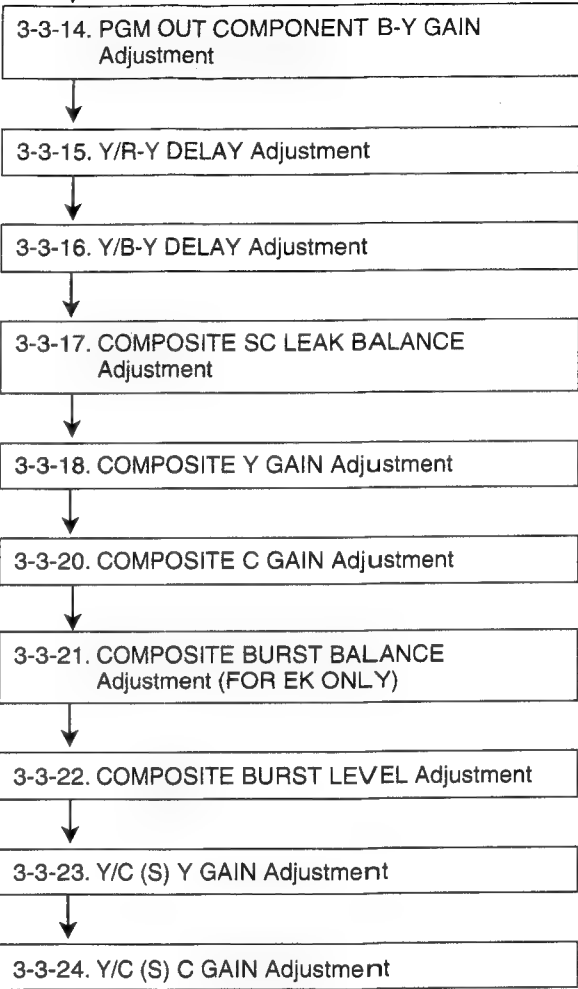 3-3-14. PGM OUT COMPONENT B-Y GAIN
Adjustment
3-3-15. Y/R-Y DELAY Adjustment
3-3-16. Y/B-Y DELAY Adjustment
3-3-17. COMPOSITE SC LEAK BALANCE
Adjustment
3-3-18. COMPOSITE Y GAIN Adjustment
3-3-20. COMPOSITE C GAIN Adjustment
3-3-21. COMPOSITE BURST BALANCE
Adjustment (FOR EK ONLY)
3-3-22. COMPOSITE BURST LEVEL Adjustment
3-3-23. Y/C (S) Y GAIN Adjustment
3-3-24. Y/C (S) C GAIN Adjustment